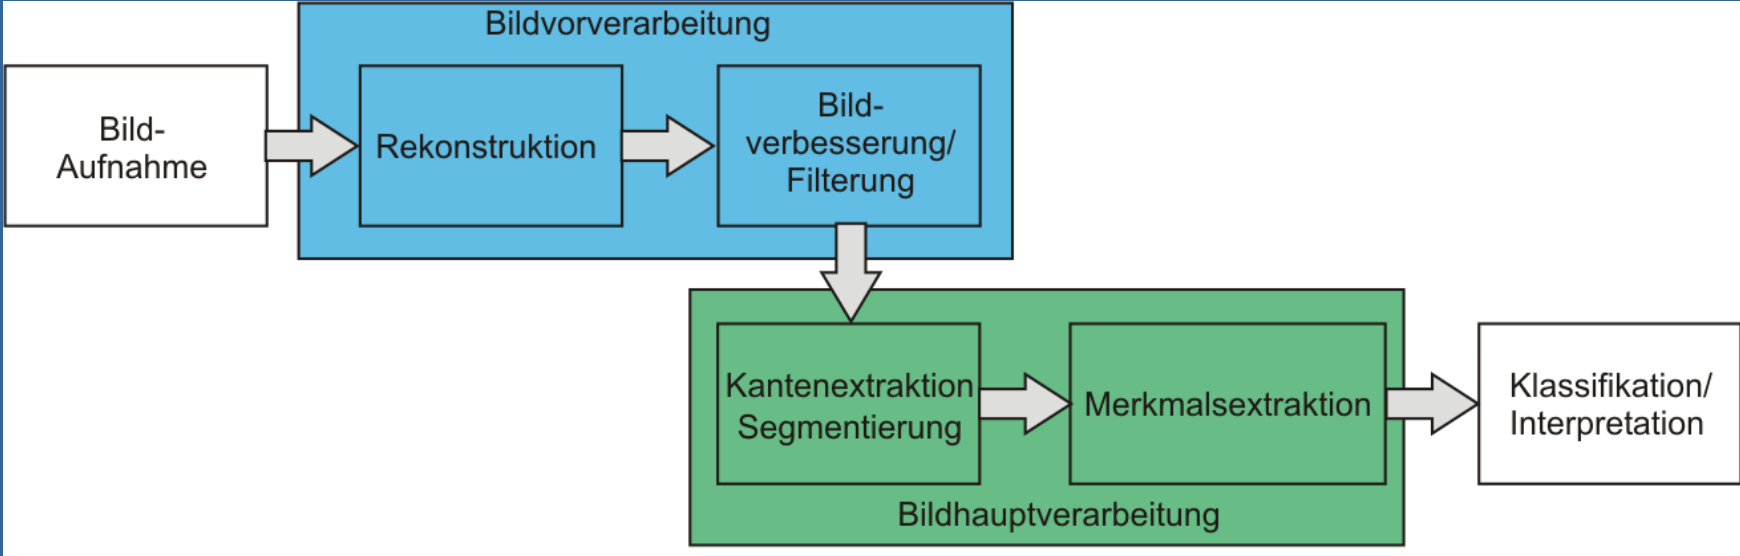 Bildvorverarbeitung
Bild-
Aufnahme
Rekonstruktion
Bild-
verbesserung/
Filterung
Kantenextraktion
Segmentierung
Merkmalsextraktion
Klassifikation/
Interpretation
Bildhauptverarbeitung